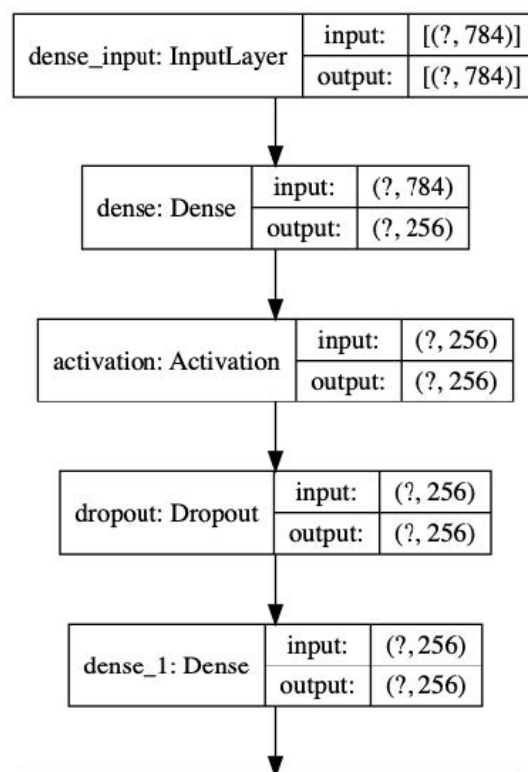 dense_input: InputLayer input: [(?, 784)]
output: [(?, 784)]
dense: Dense input: (?, 784)
output: (?, 256)
activation: Activation input: (?, 256)
output: (?, 256)
dropout: Dropout input: (?, 256)
output: (?, 256)
dense_1: Dense input: (?, 256)
output: (?, 256)